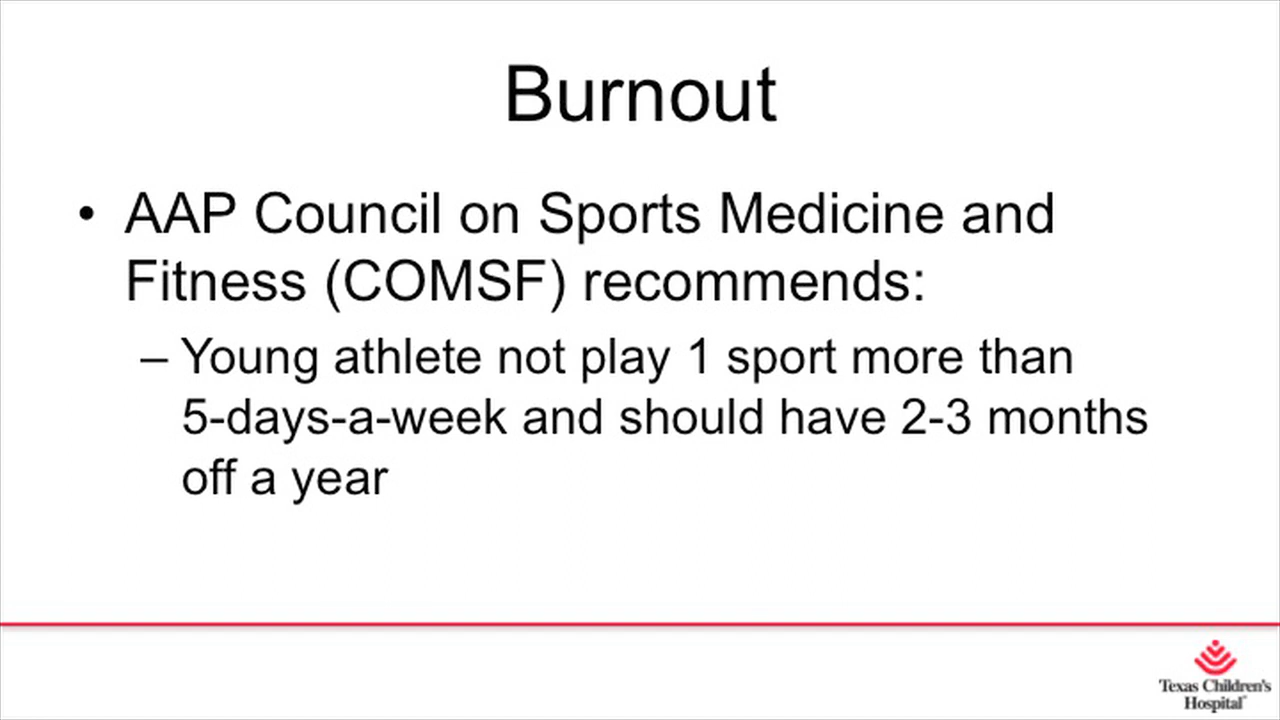 Burnout
• AAP Council on Sports Medicine and
Fitness (COMSF) recommends:
– Young athlete not play 1 sport more than
5-days-a-week and should have 2-3 months
off a year
Texas Children's
Hospital